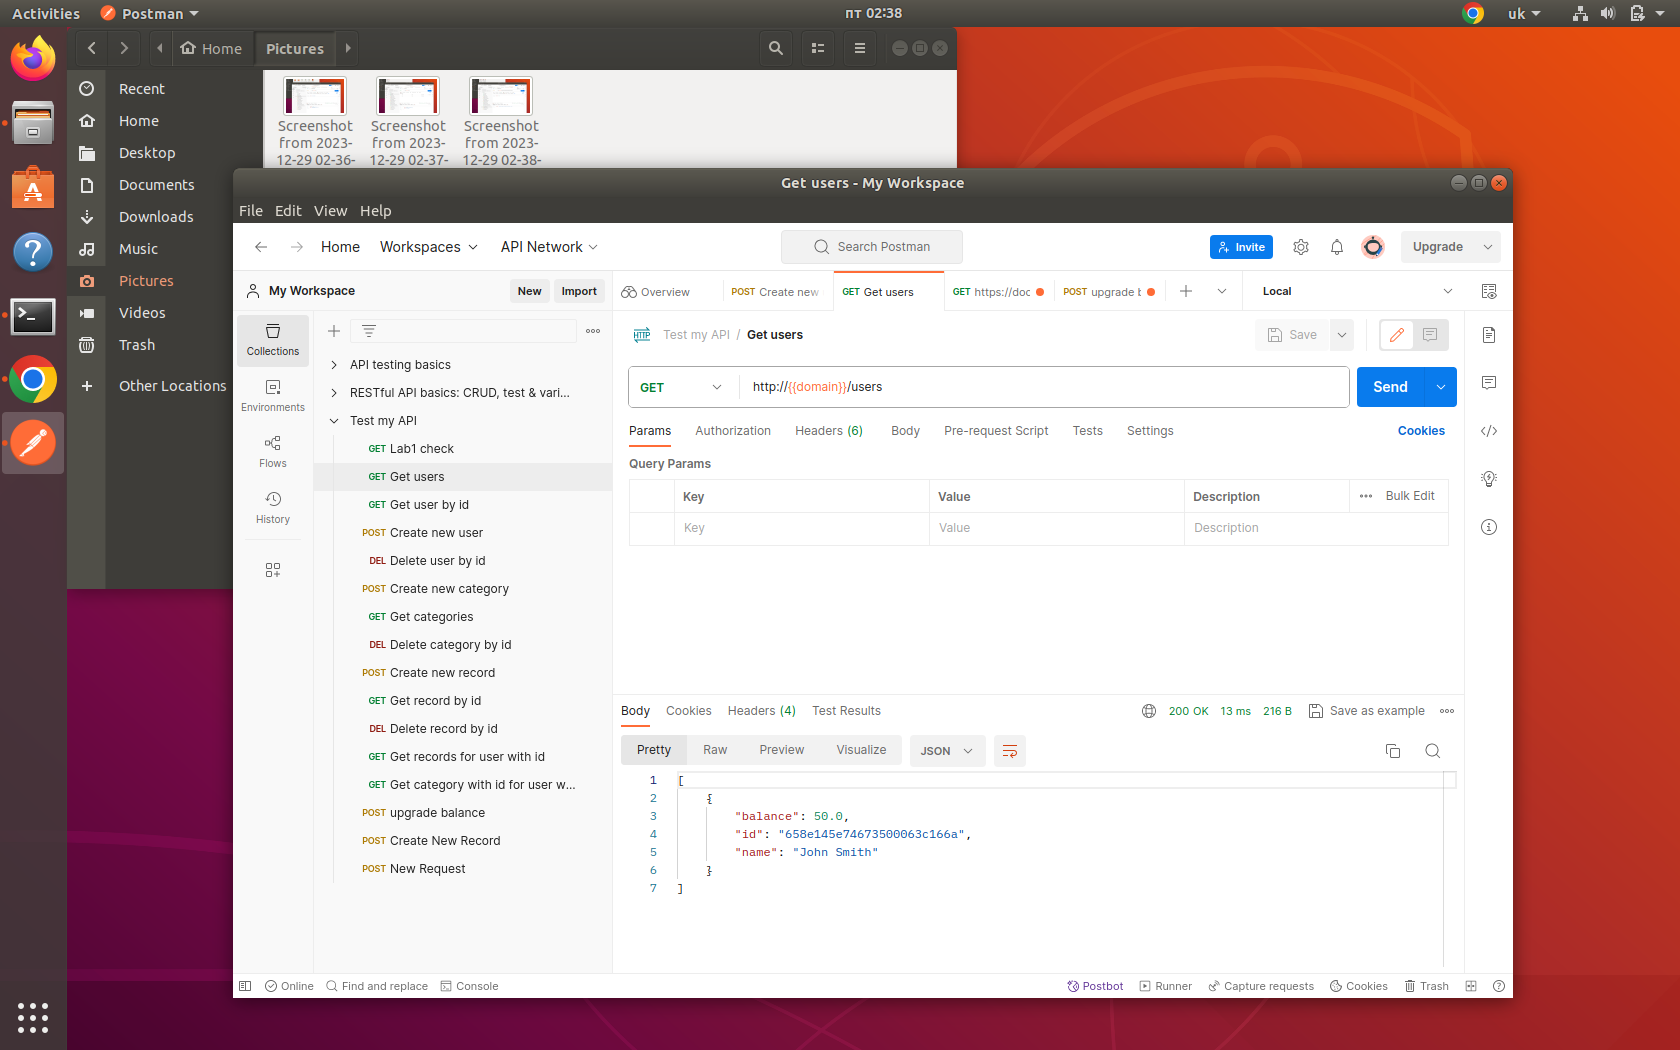 Activities
Postman
пт 02:38
uk
Home
Pictures
Recent
Home
Desktop
Documents
Downloads
Music
Pictures
Videos
Trash
Other Locations
Screenshot from 2023-12-29 02-36-
Screenshot from 2023-12-29 02-37-
Screenshot from 2023-12-29 02-38-
Get users - My Workspace
File Edit View Help
Home Workspaces API Network
Search Postman
Invite
Upgrade
My Workspace
New Import
Overview
POST Create new
GET Get users
GET https://doc
POST upgrade b
Local
Collections
Environments
Flows
History
API testing basics
RESTful API basics: CRUD, test & vari...
Test my API
GET Lab1 check
GET Get users
GET Get user by id
POST Create new user
DEL Delete user by id
POST Create new category
GET Get categories
DEL Delete category by id
POST Create new record
GET Get record by id
DEL Delete record by id
GET Get records for user with id
GET Get category with id for user w...
POST upgrade balance
POST Create New Record
POST New Request
HTTP Test my API / Get users
Save
GET http://{{domain}}/users
Send
Params Authorization Headers (6) Body Pre-request Script Tests Settings Cookies
Query Params
Key Value Description Bulk Edit
Key Value Description
Body Cookies Headers (4) Test Results
200 OK 13 ms 216 B Save as example
Pretty Raw Preview Visualize JSON
1 [
2 {
3 "balance": 50.0,
4 "id": "658e145e74673500063c166a",
5 "name": "John Smith"
6 }
7 ]
Online Find and replace Console
Postbot Runner Capture requests Cookies Trash